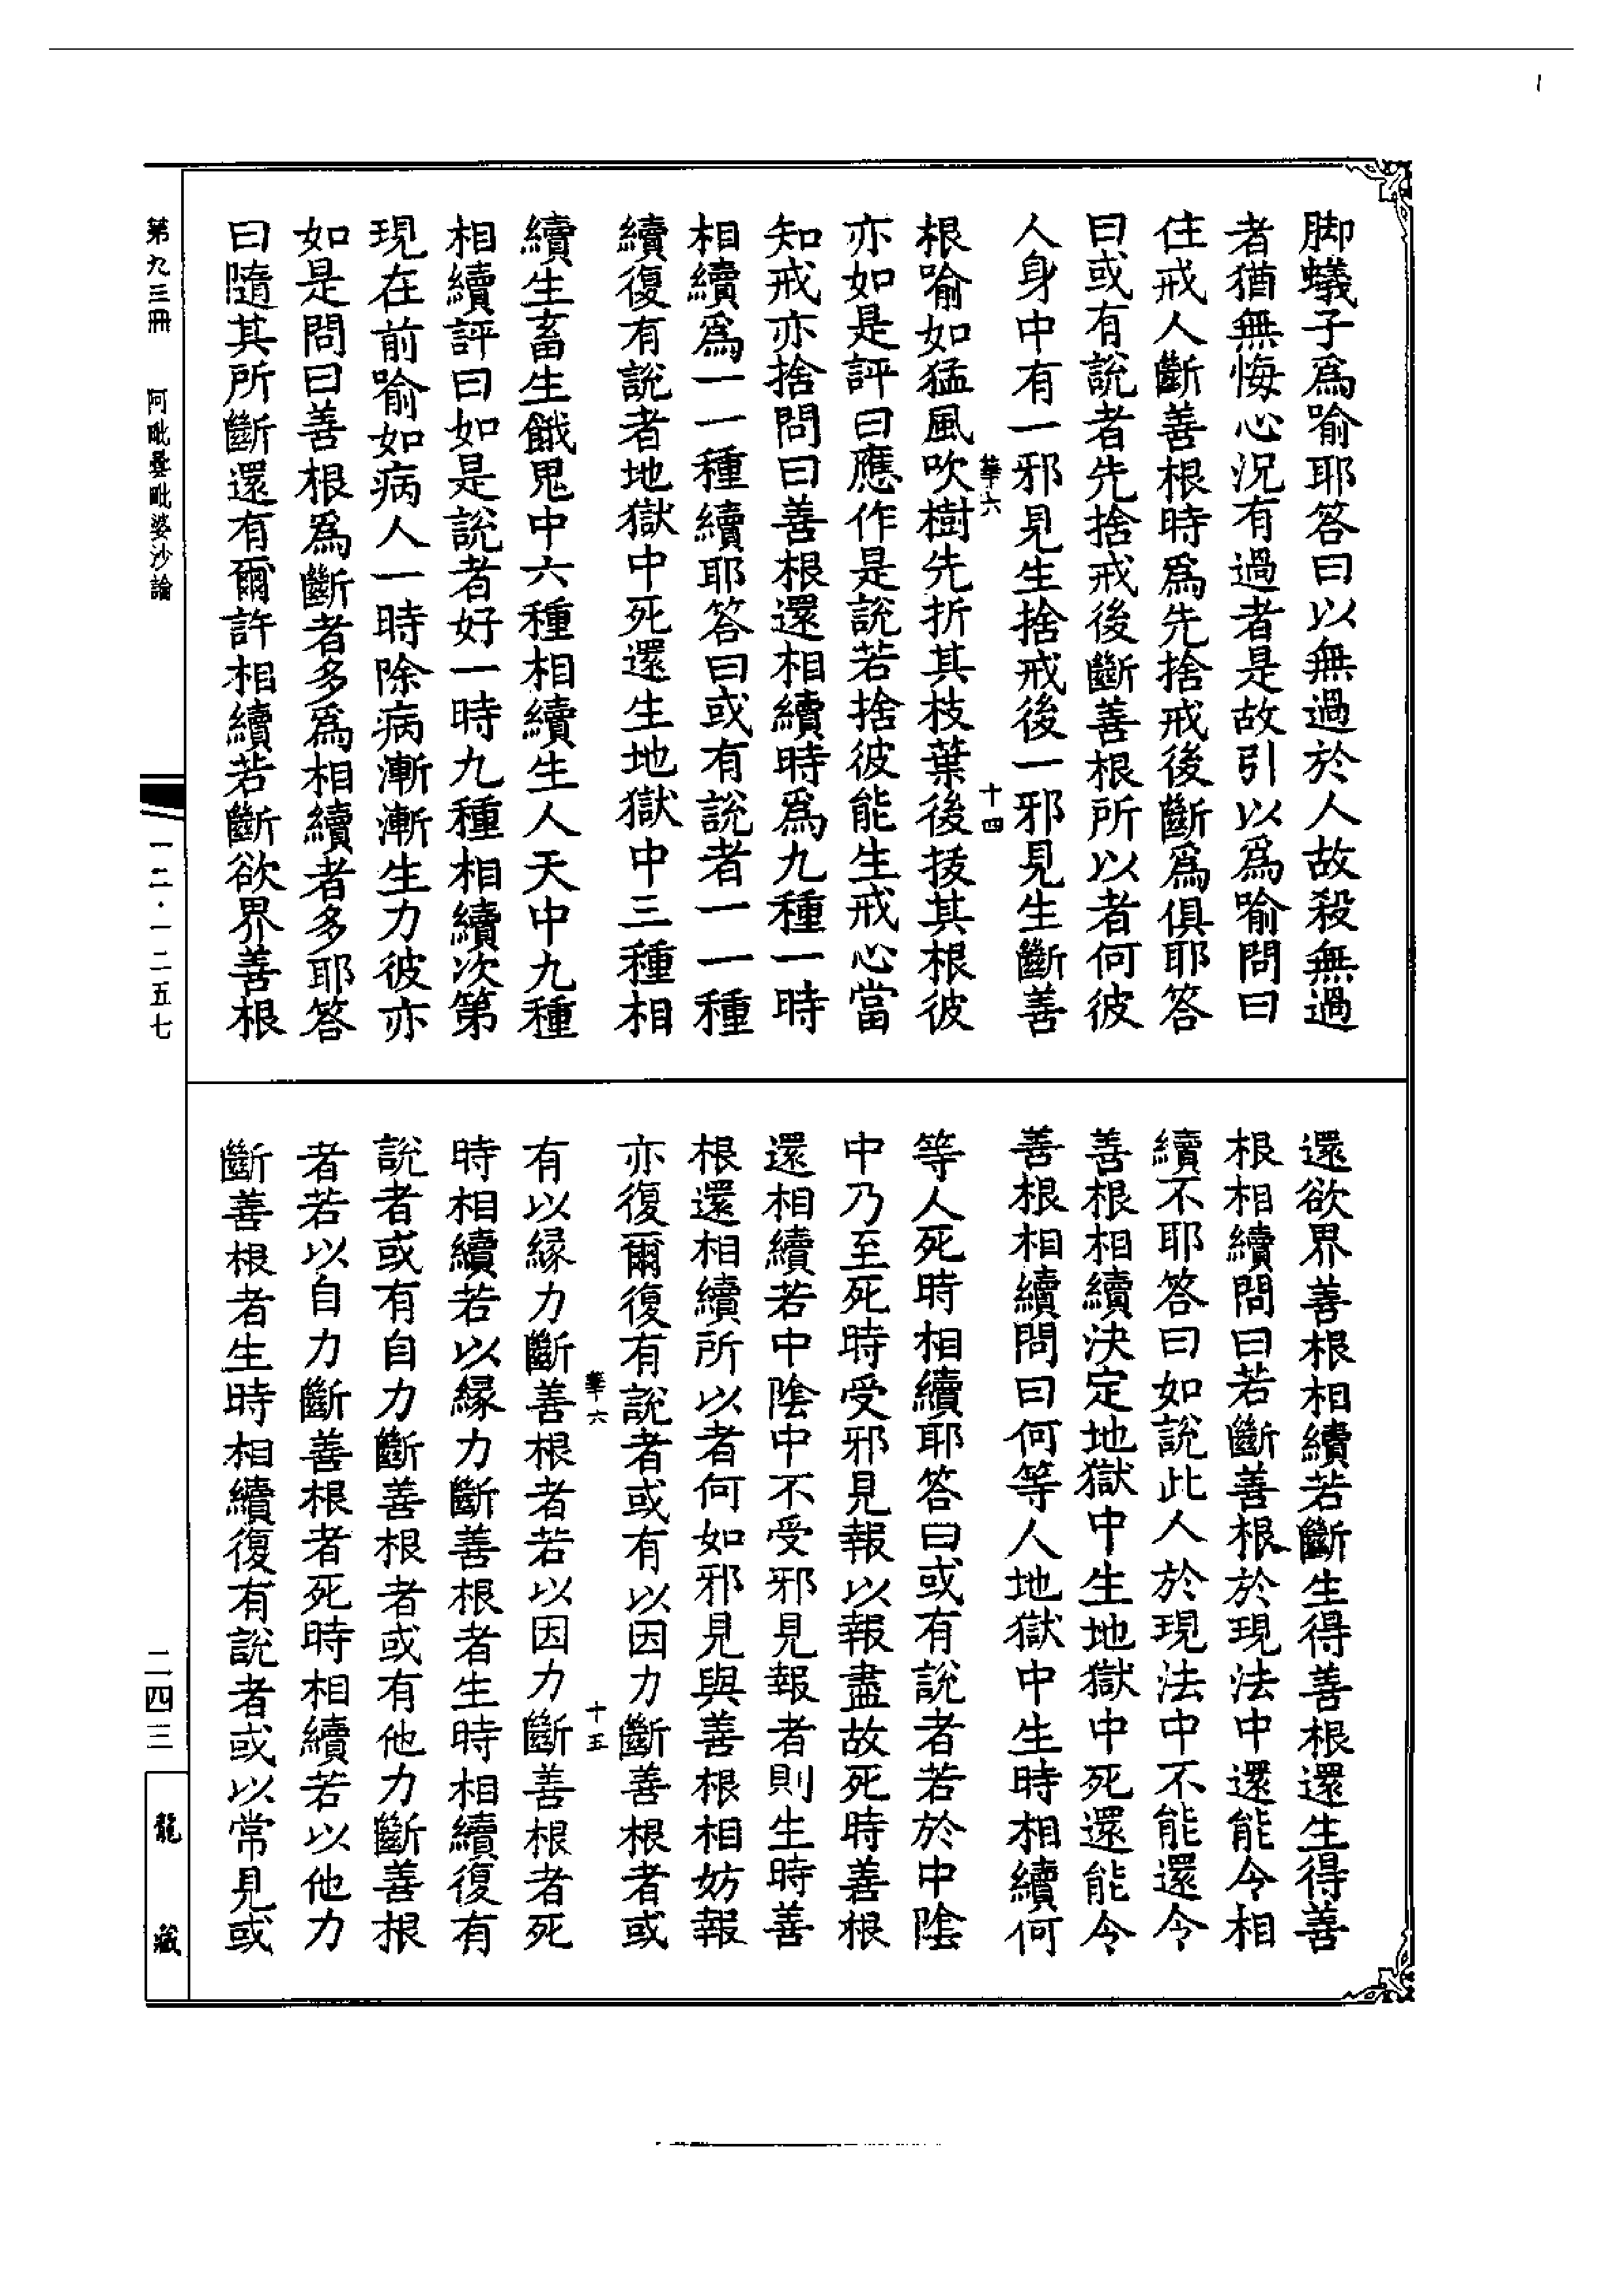 脚蟻子爲喻耶答曰以無過於人故殺無過
者猶無悔心況有過者是故引以爲喻問曰
住戒人斷善根時爲先捨戒後斷爲俱耶答
曰或有說者先捨戒後斷善根所以者何彼
人身中有一邪見生捨戒後一邪見生斷善
華六 十四
根喻如猛風吹樹先折其枝葉後拔其根彼
亦如是評曰應作是說若捨彼能生戒心當
知戒亦捨問曰善根還相續時爲九種一時
相續爲一一種續耶答曰或有說者一一種
續復有說者地獄中死還生地獄中三種相
續生畜生餓鬼中六種相續生人天中九種
相續評曰如是說者好一時九種相續次第
現在前喻如病人一時除病漸漸生力彼亦
如是問曰善根爲斷者多爲相續者多耶答
曰隨其所斷還有爾許相續若斷欲界善根
還欲界善根相續若斷生得善根還生得善
根相續問曰若斷善根於現法中還能令相
續不耶答曰如說此人於現法中不能還令
善根相續決定地獄中生地獄中死還能令
善根相續問曰何等人地獄中生時相續何
等人死時相續耶答曰或有說者若於中陰
中乃至死時受邪見報以報盡故死時善根
還相續若中陰中不受邪見報者則生時善
根還相續所以者何如邪見與善根相妨報
亦復爾復有說者或有以因力斷善根者或
華六 十五
有以緣力斷善根者若以因力斷善根者死
時相續若以緣力斷善根者生時相續復有
說者或有自力斷善根者或有他力斷善根
者若以自力斷善根者死時相續若以他力
斷善根者生時相續復有說者或以常見或
第九三冊 阿毗曇毗婆沙論
一二·一二五七
二四三
龍藏